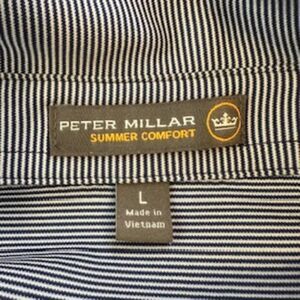 PETER MILLAR
SUMMER COMFORT
L
Made in
Vietnam